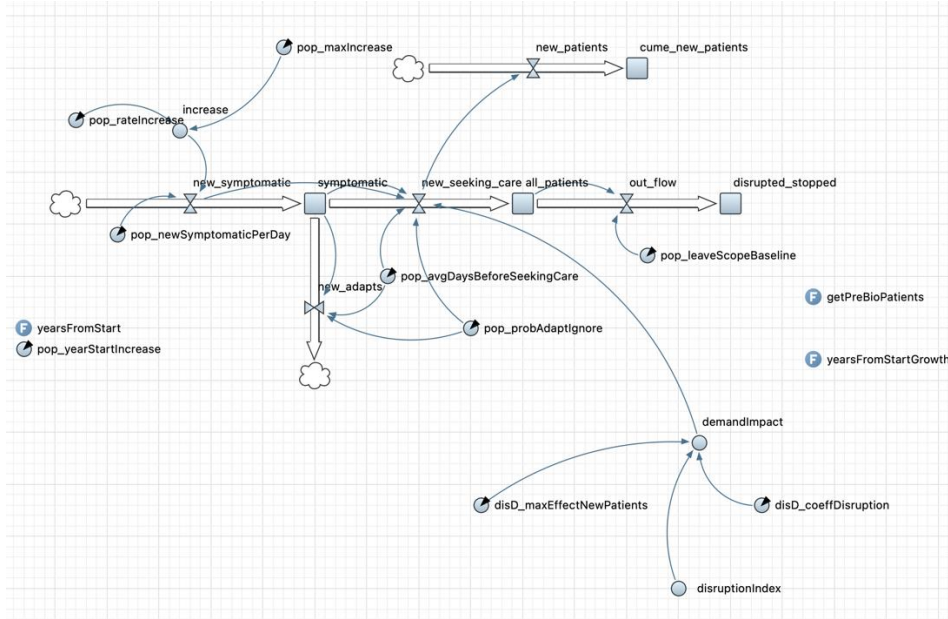 pop_maxIncrease
new_patients
cume_new_patients
increase
pop_rateIncrease
new_symptomatic
symptomatic
new_seeking_care
all_patients
out_flow
disrupted_stopped
pop_newSymptomaticPerDay
pop_leaveScopeBaseline
pop_avgDaysBeforeSeekingCare
new_adapts
F getPreBioPatients
F yearsFromStart
pop_probAdaptIgnore
pop_yearStartIncrease
F yearsFromStartGrowth
demandImpact
disD_maxEffectNewPatients
disD_coeffDisruption
disruptionIndex